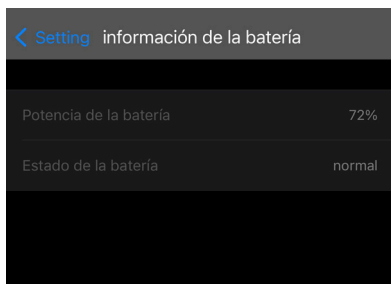 Setting información de la batería
Potencia de la batería 72%
Estado de la batería normal